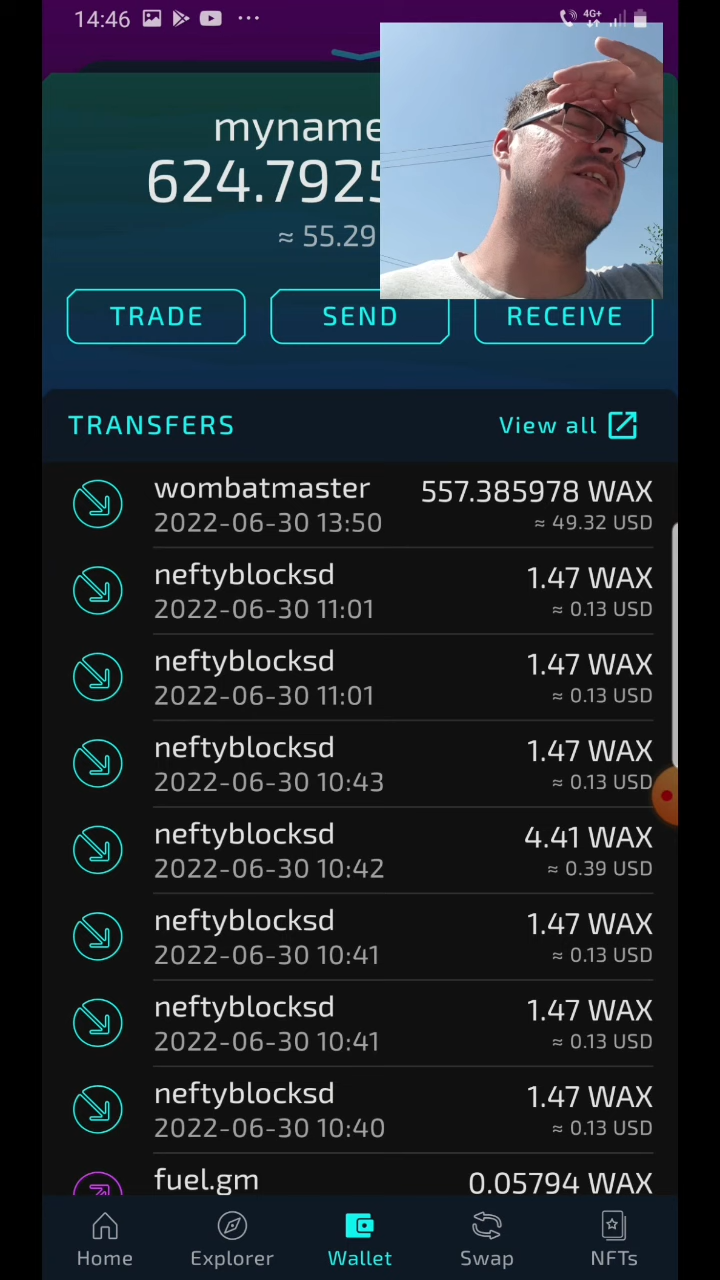 14:46
4G+
myname
624.7925
≈ 55.29
TRADE
SEND
RECEIVE
TRANSFERS
View all
wombatmaster
557.385978 WAX
2022-06-30 13:50
≈ 49.32 USD
neftyblocksd
1.47 WAX
2022-06-30 11:01
≈ 0.13 USD
neftyblocksd
1.47 WAX
2022-06-30 11:01
≈ 0.13 USD
neftyblocksd
1.47 WAX
2022-06-30 10:43
≈ 0.13 USD
neftyblocksd
4.41 WAX
2022-06-30 10:42
≈ 0.39 USD
neftyblocksd
1.47 WAX
2022-06-30 10:41
≈ 0.13 USD
neftyblocksd
1.47 WAX
2022-06-30 10:41
≈ 0.13 USD
neftyblocksd
1.47 WAX
2022-06-30 10:40
≈ 0.13 USD
fuel.gm
0.05794 WAX
Home
Explorer
Wallet
Swap
NFTs